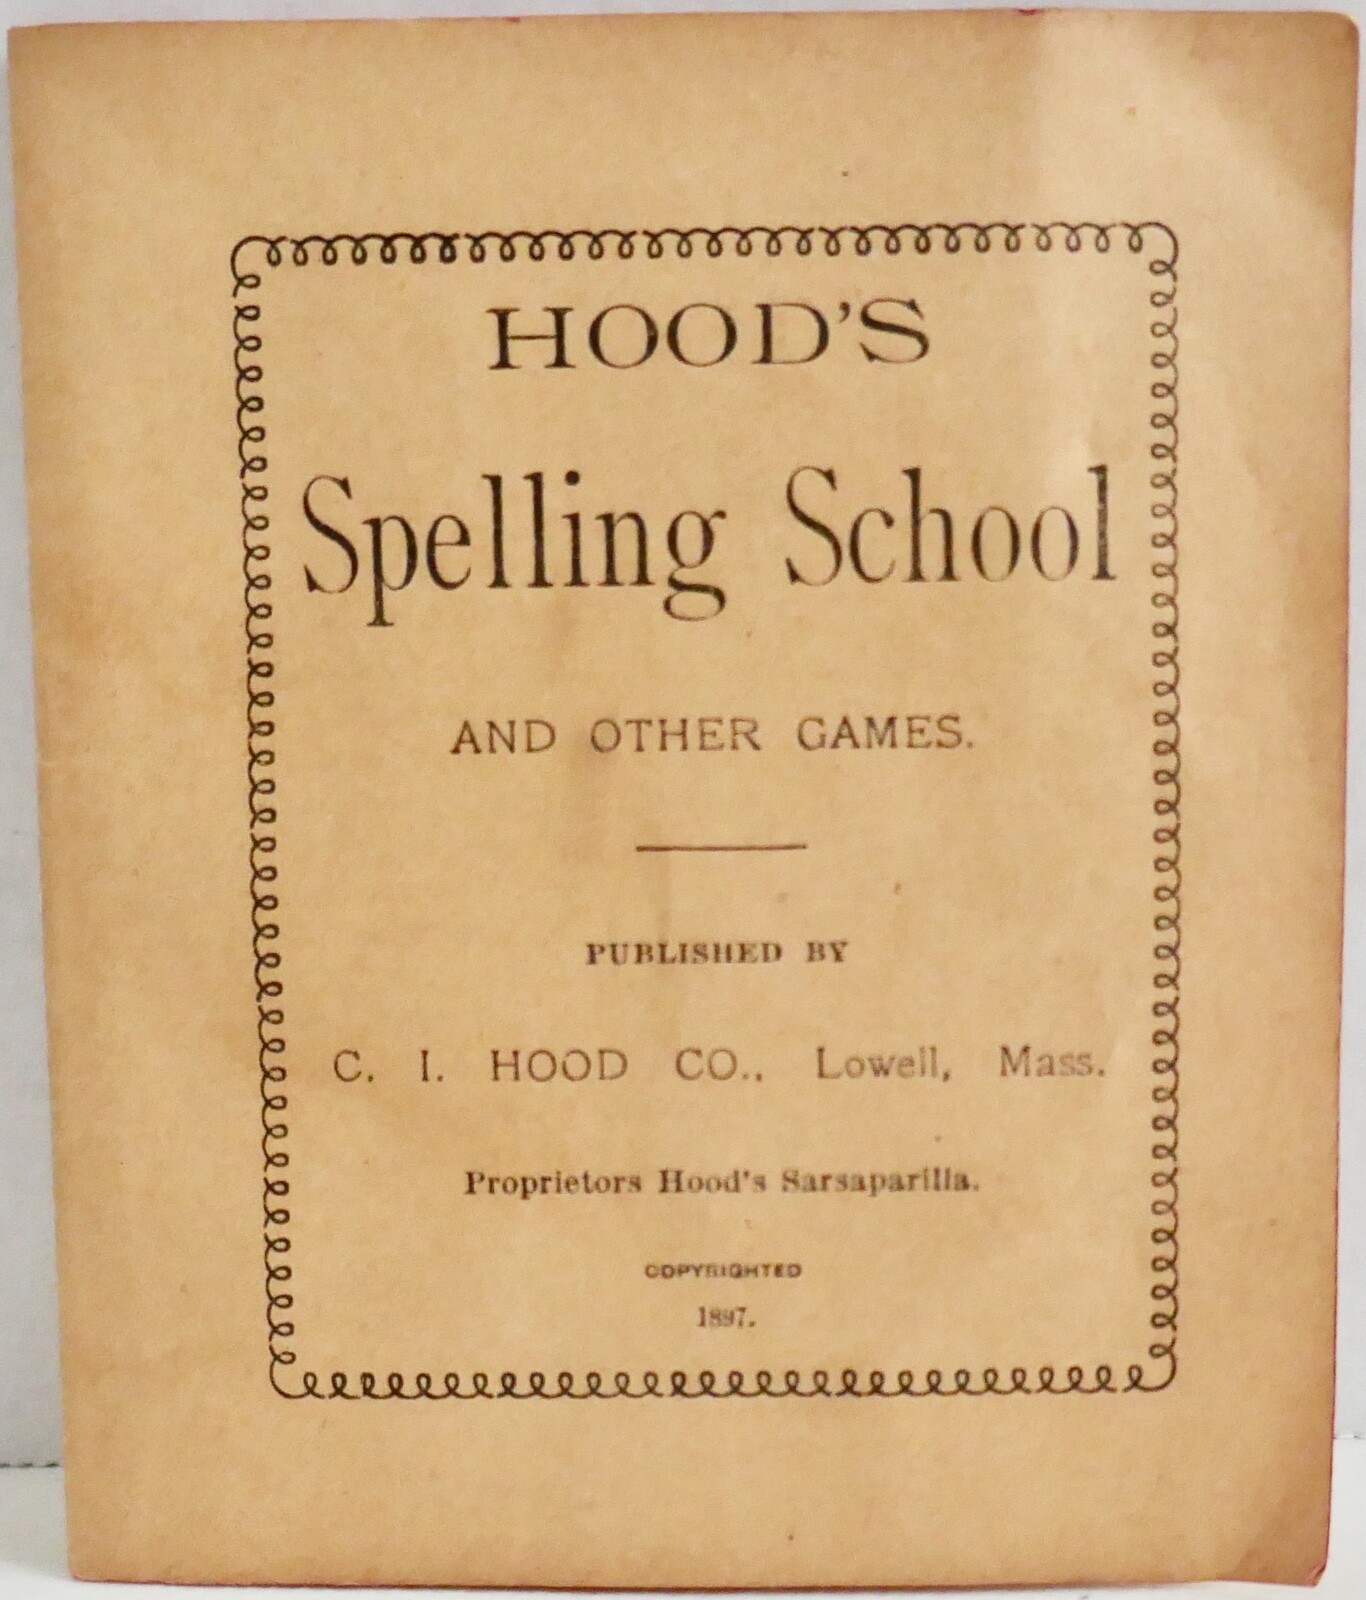 HOOD'S
Spelling School
AND OTHER GAMES.
PUBLISHED BY
C. I. HOOD CO., Lowell, Mass.
Proprietors Hood's Sarsaparilla.
COPYRIGHTED
1897.